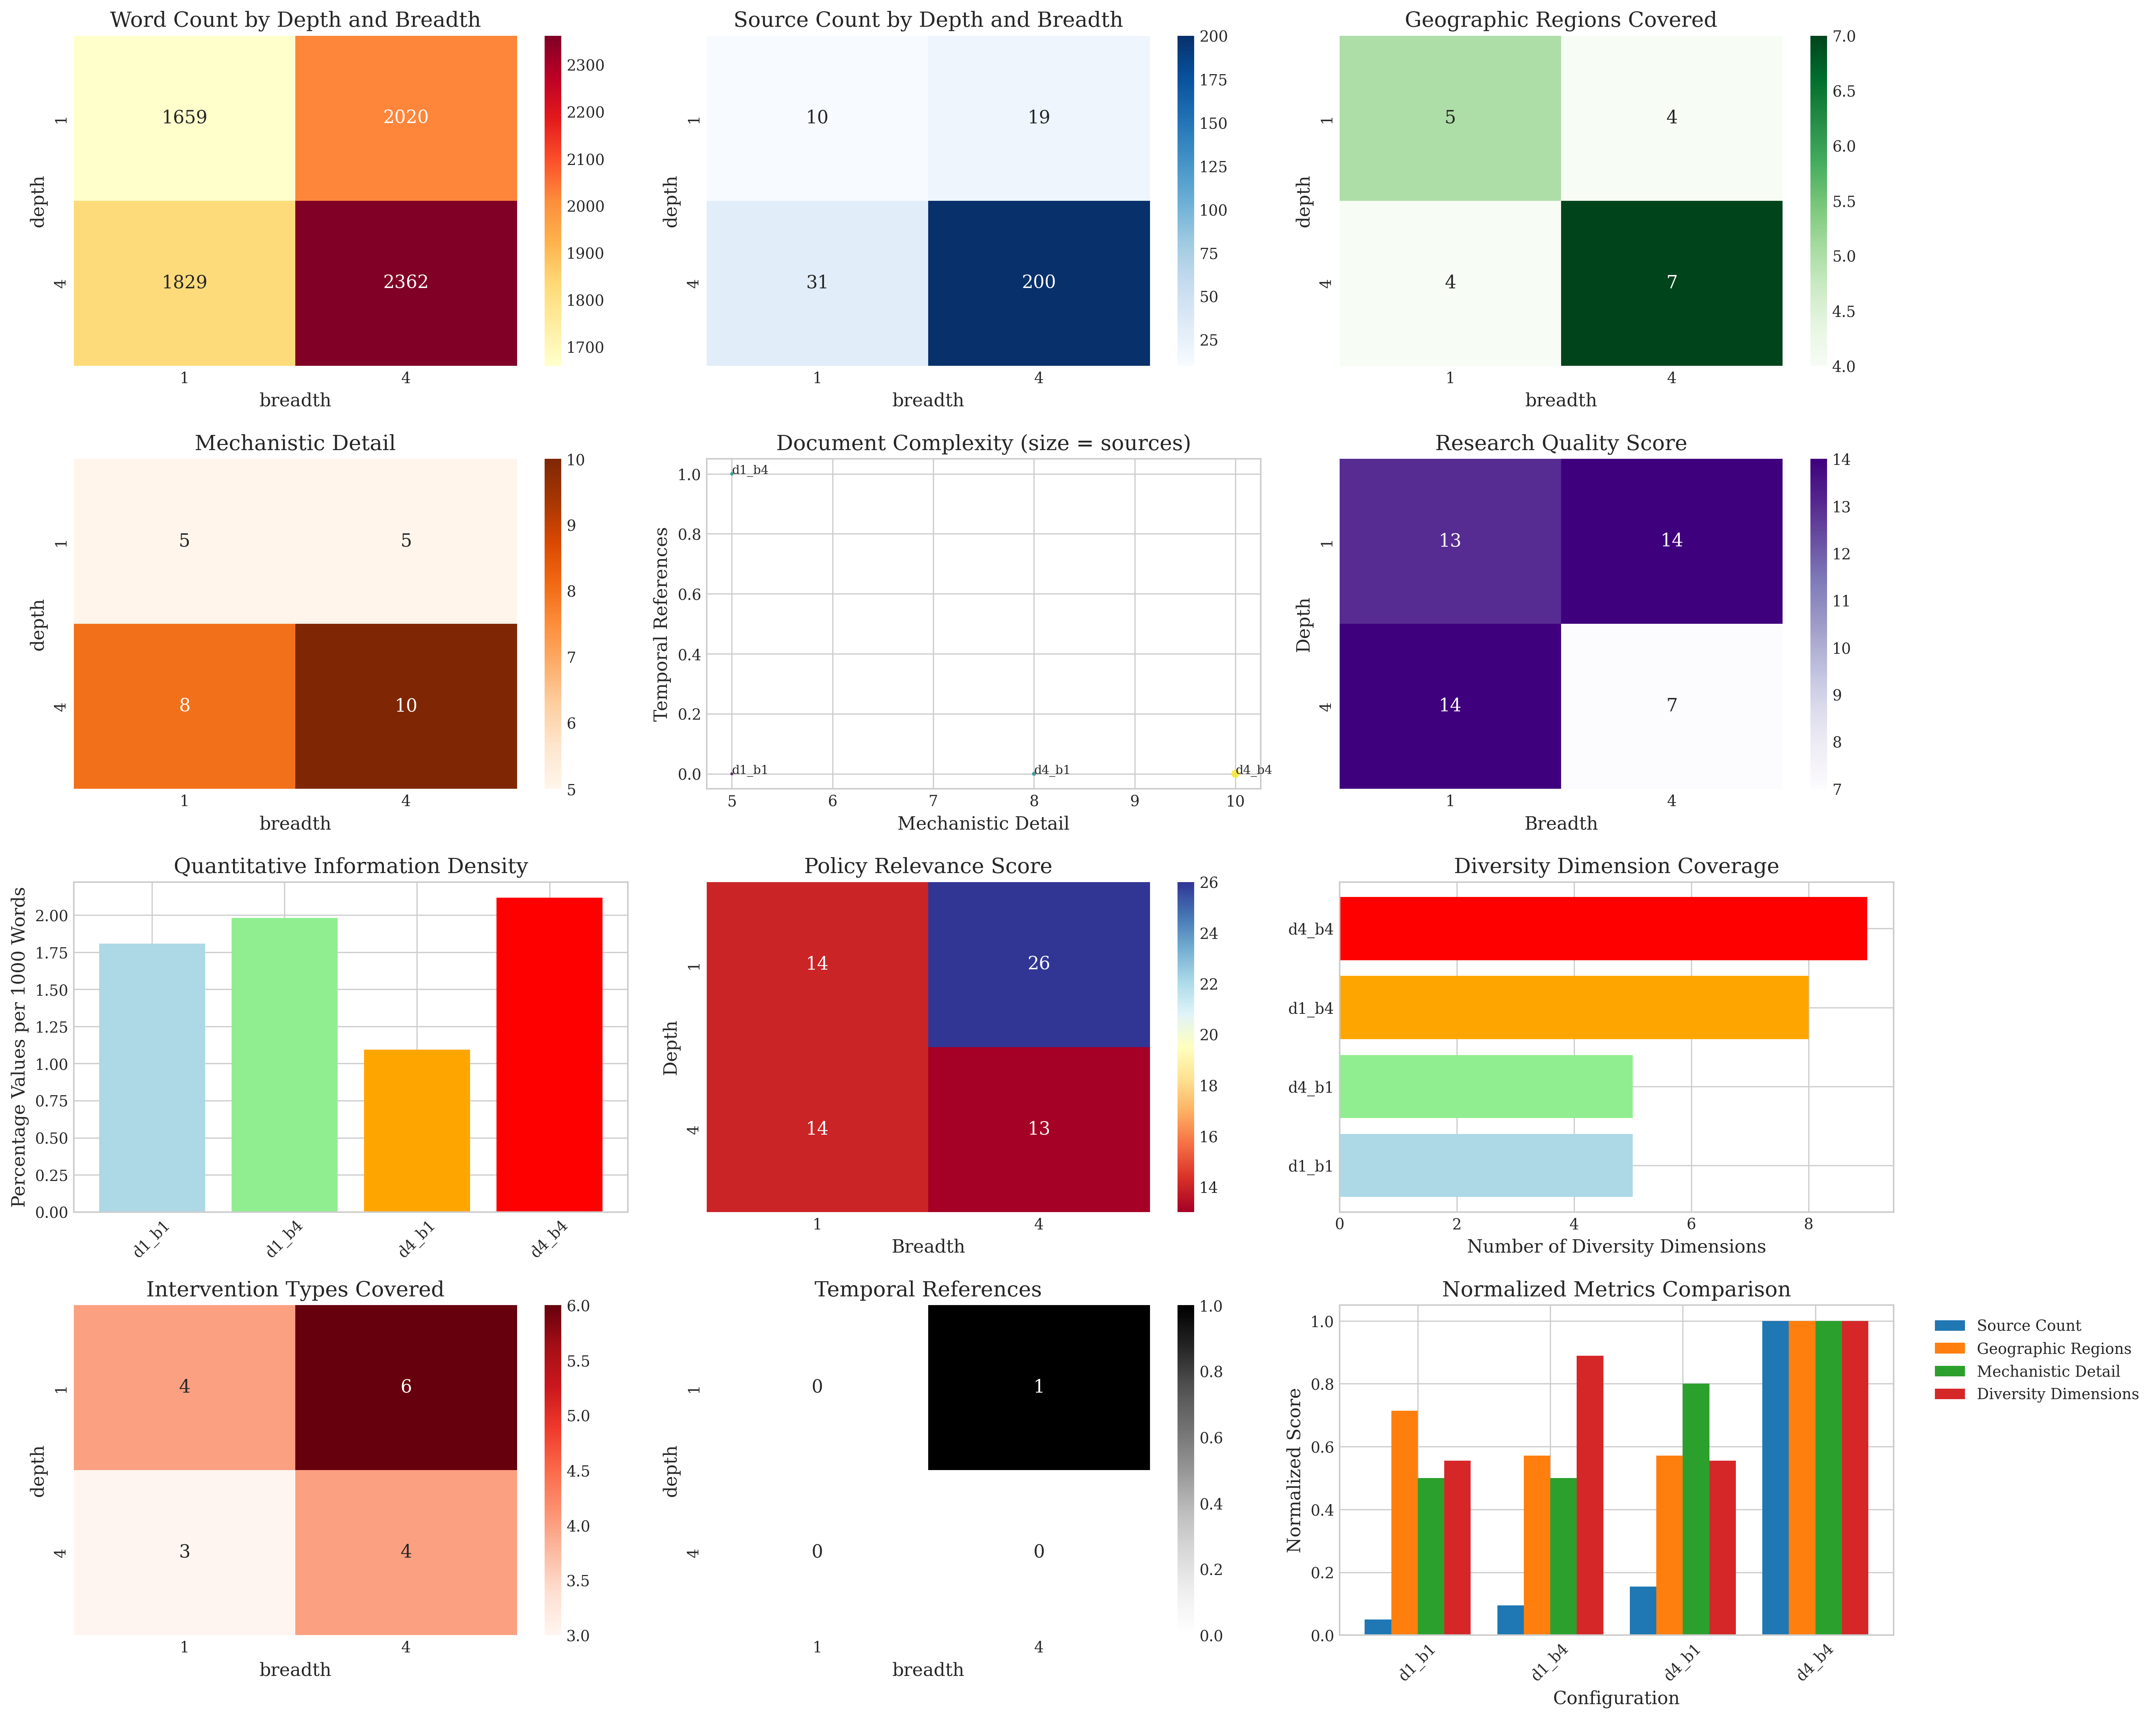 Word Count by Depth and Breadth
1659
2020
1829
2362
1
4
depth
1
4
breadth
2300
2200
2100
2000
1900
1800
1700
Source Count by Depth and Breadth
10
19
31
200
1
4
depth
1
4
breadth
200
175
150
125
100
75
50
25
Geographic Regions Covered
5
4
4
7
1
4
depth
1
4
breadth
7.0
6.5
6.0
5.5
5.0
4.5
4.0
Mechanistic Detail
5
5
8
10
1
4
depth
1
4
breadth
10
9
8
7
6
5
Document Complexity (size = sources)
1.0
0.8
0.6
0.4
0.2
0.0
Temporal References
d1_b4
d1_b1
d4_b1
d4_b4
5
6
7
8
9
10
Mechanistic Detail
Research Quality Score
13
14
14
7
1
4
Depth
1
4
Breadth
14
13
12
11
10
9
8
7
Quantitative Information Density
2.00
1.75
1.50
1.25
1.00
0.75
0.50
0.25
0.00
Percentage Values per 1000 Words
d1_b1
d1_b4
d4_b1
d4_b4
Policy Relevance Score
14
26
14
13
1
4
Depth
1
4
Breadth
26
24
22
20
18
16
14
Diversity Dimension Coverage
d4_b4
d1_b4
d4_b1
d1_b1
0
2
4
6
8
Number of Diversity Dimensions
Intervention Types Covered
4
6
3
4
1
4
depth
1
4
breadth
6.0
5.5
5.0
4.5
4.0
3.5
3.0
Temporal References
0
1
0
0
1
4
depth
1
4
breadth
1.0
0.8
0.6
0.4
0.2
0.0
Normalized Metrics Comparison
1.0
0.8
0.6
0.4
0.2
0.0
Normalized Score
d1_b1
d1_b4
d4_b1
d4_b4
Configuration
Source Count
Geographic Regions
Mechanistic Detail
Diversity Dimensions